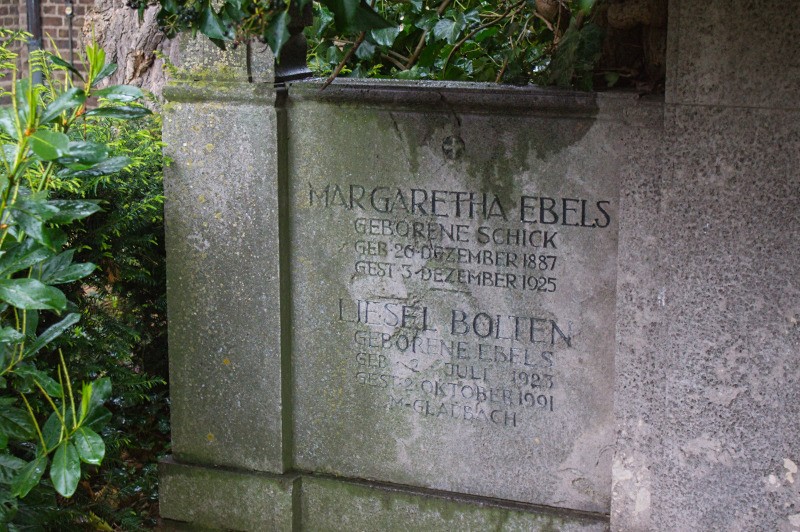 MARGARETHA EBELS
GEBORENE SCHICK
GEB·26·DEZEMBER 1887
GEST·3·DEZEMBER 1925
LIESEL BOLTEN
GEBORENE EBELS
GEB· 2· JULI 1923
GEST·2·OKTOBER 1991
M-GLADBACH